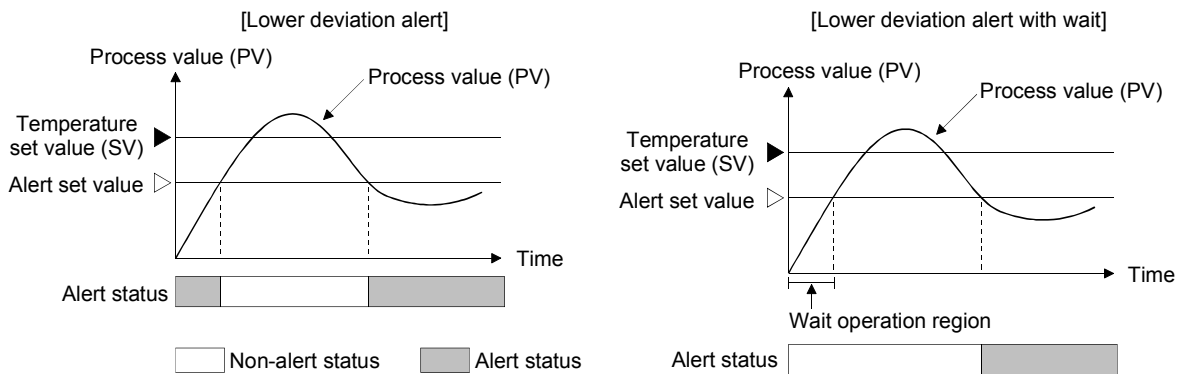 [Lower deviation alert]
Process value (PV)
Process value (PV)
Temperature
set value (SV)
Alert set value
Time
Alert status
Non-alert status
Alert status
[Lower deviation alert with wait]
Process value (PV)
Process value (PV)
Temperature
set value (SV)
Alert set value
Time
Wait operation region
Alert status